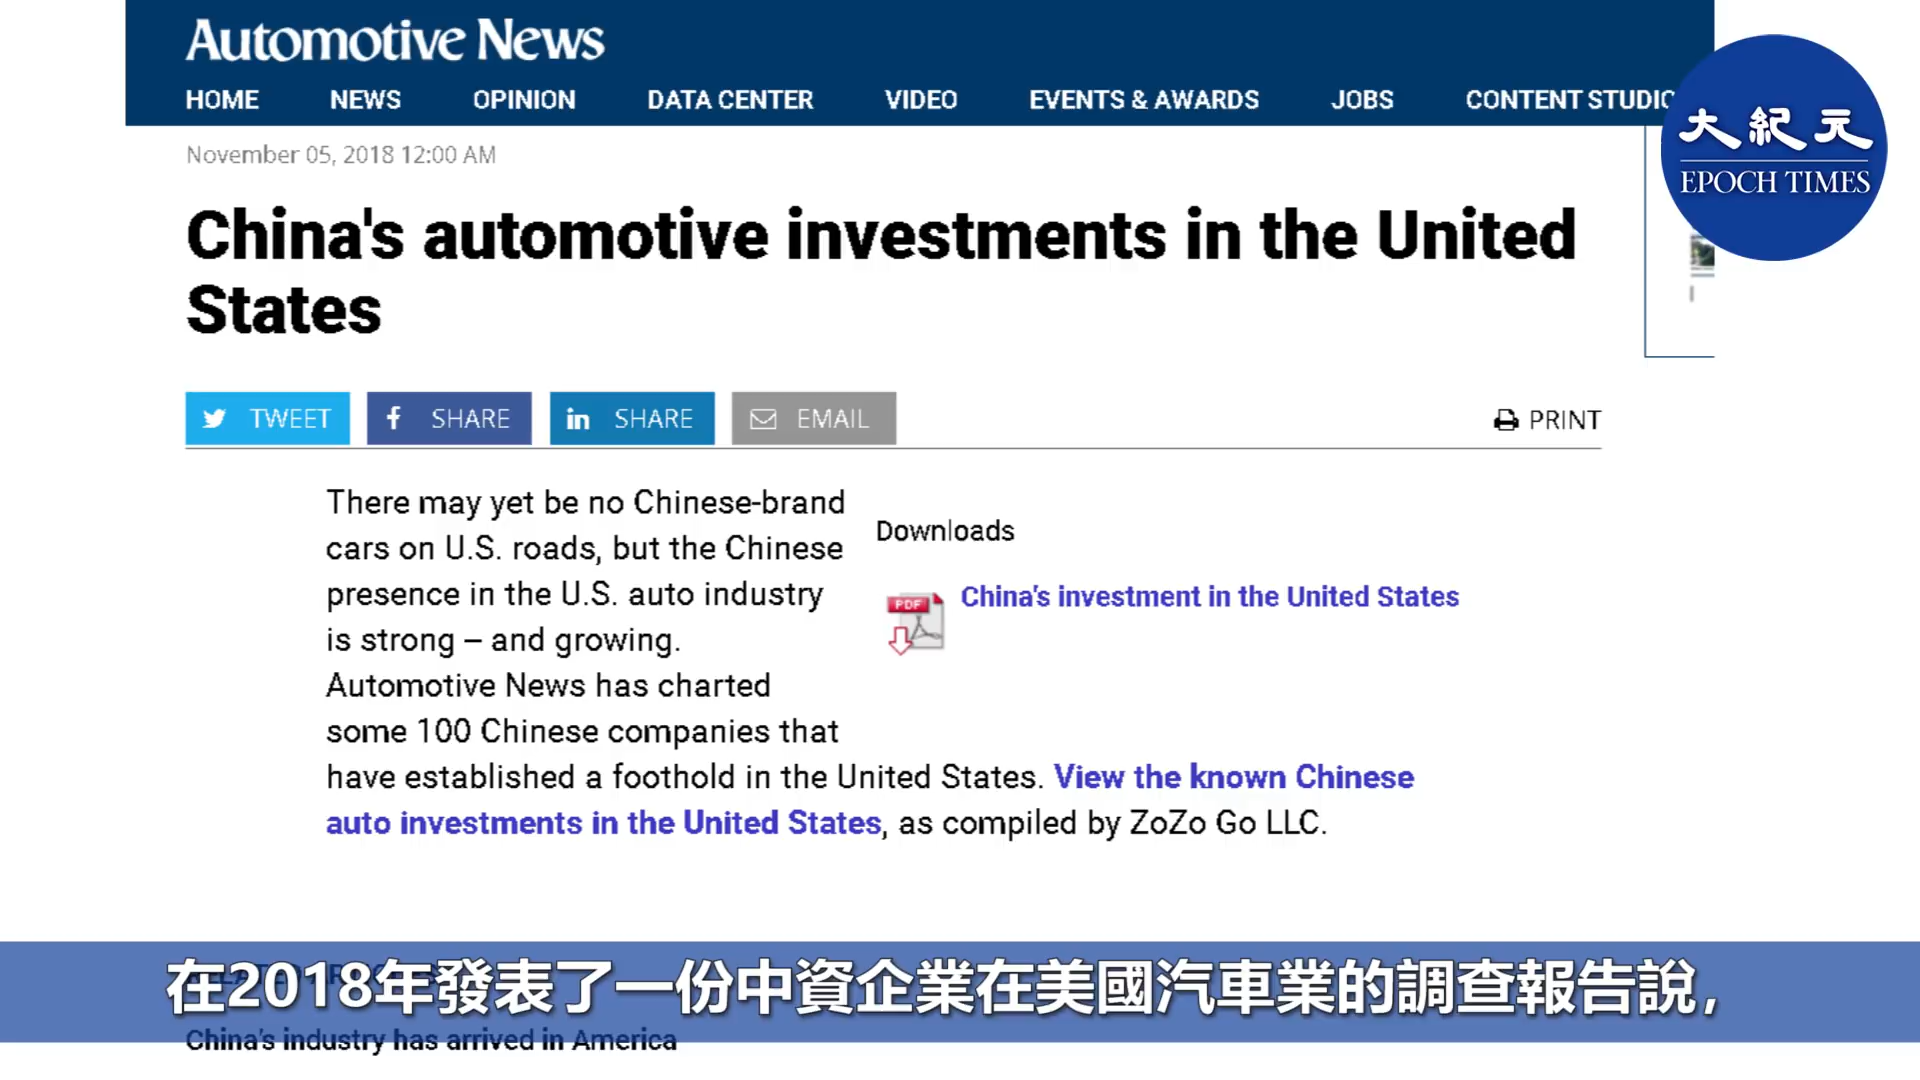 Automotive News
HOME NEWS OPINION DATA CENTER VIDEO EVENTS & AWARDS JOBS CONTENT STUDIO
大紀元
EPOCH TIMES
November 05, 2018 12:00 AM
China's automotive investments in the United
States
TWEET SHARE SHARE EMAIL PRINT
There may yet be no Chinese-brand
cars on U.S. roads, but the Chinese
presence in the U.S. auto industry
is strong – and growing.
Automotive News has charted
some 100 Chinese companies that
have established a foothold in the United States. View the known Chinese
auto investments in the United States, as compiled by ZoZo Go LLC.
Downloads
PDF
China's investment in the United States
在2018年發表了一份中資企業在美國汽車業的調查報告說,
China's industry has arrived in America